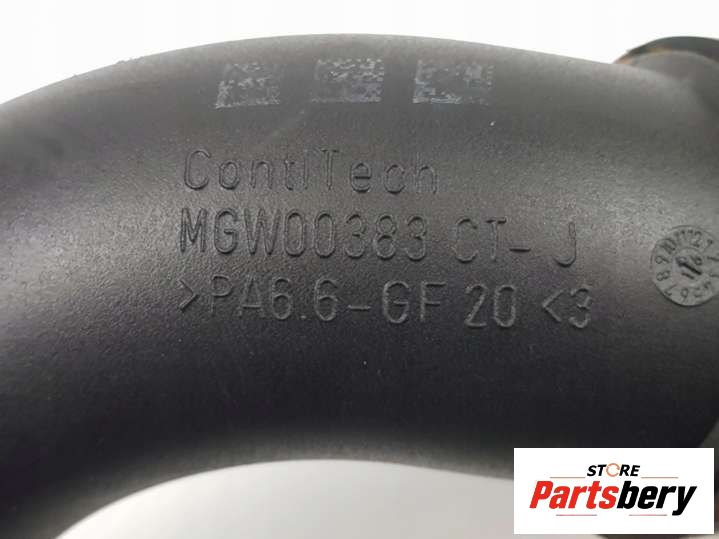 ContiTech
MGW00383 CT- J
>PA6.6-GF 20 <3
STORE
Partsbery